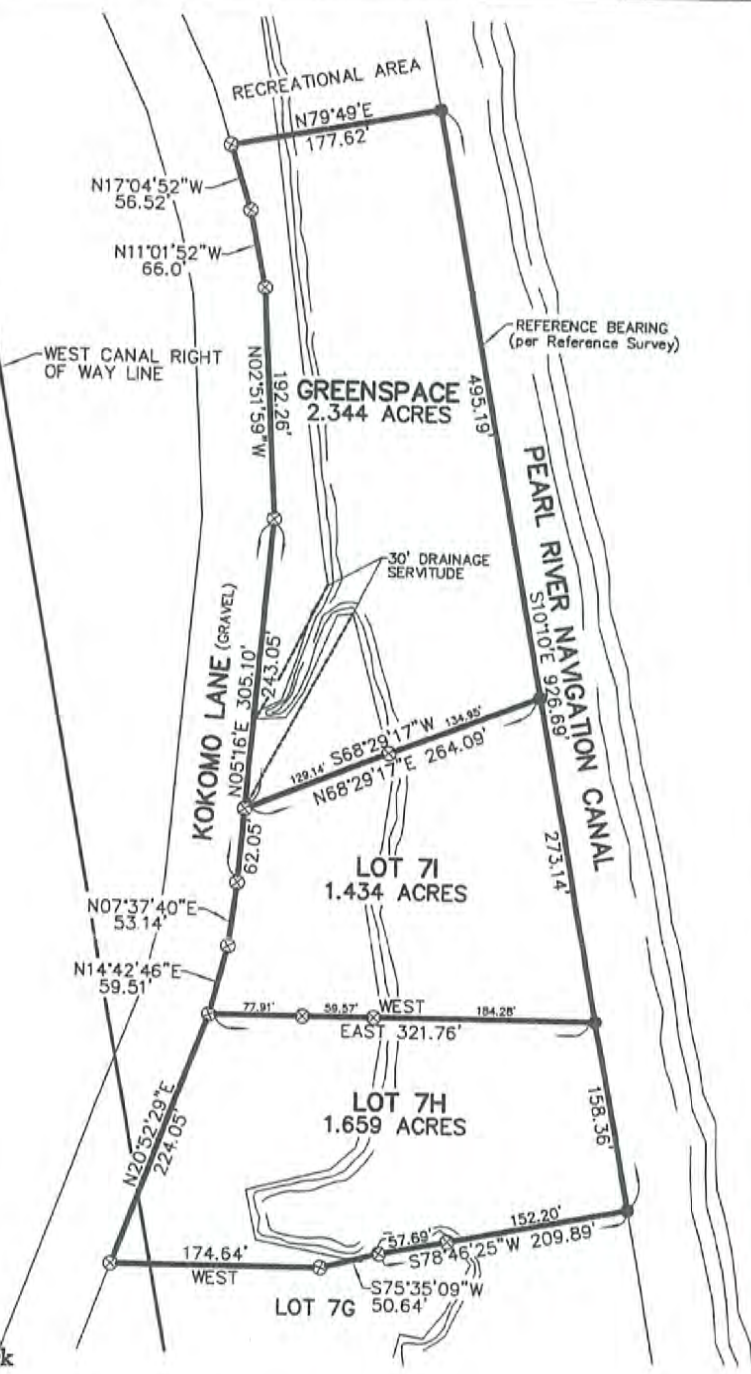 RECREATIONAL AREA
N79°49'E
177.62'
N17°04'52"W
56.52'
N11°01'52"W
66.0'
WEST CANAL RIGHT
OF WAY LINE
N02°51'59"W
192.26'
GREENSPACE
2.344 ACRES
495.19'
REFERENCE BEARING
(per Reference Survey)
PEARL RIVER NAVIGATION CANAL
S10°10'E 926.69'
30' DRAINAGE
SERVITUDE
KOKOMO LANE (GRAVEL)
N05°16'E 305.10'
243.05'
129.14' S68°29'17"W 134.95'
N68°29'17"E 264.09'
62.05'
LOT 7I
1.434 ACRES
273.14'
N07°37'40"E
53.14'
N14°42'46"E
59.51'
77.91' 59.57' WEST 184.28'
EAST 321.76'
LOT 7H
1.659 ACRES
158.36'
N20°52'29"E
224.05'
174.64'
WEST
57.69' 152.20'
S78°46'25"W 209.89'
S75°35'09"W
50.64'
LOT 7G
k